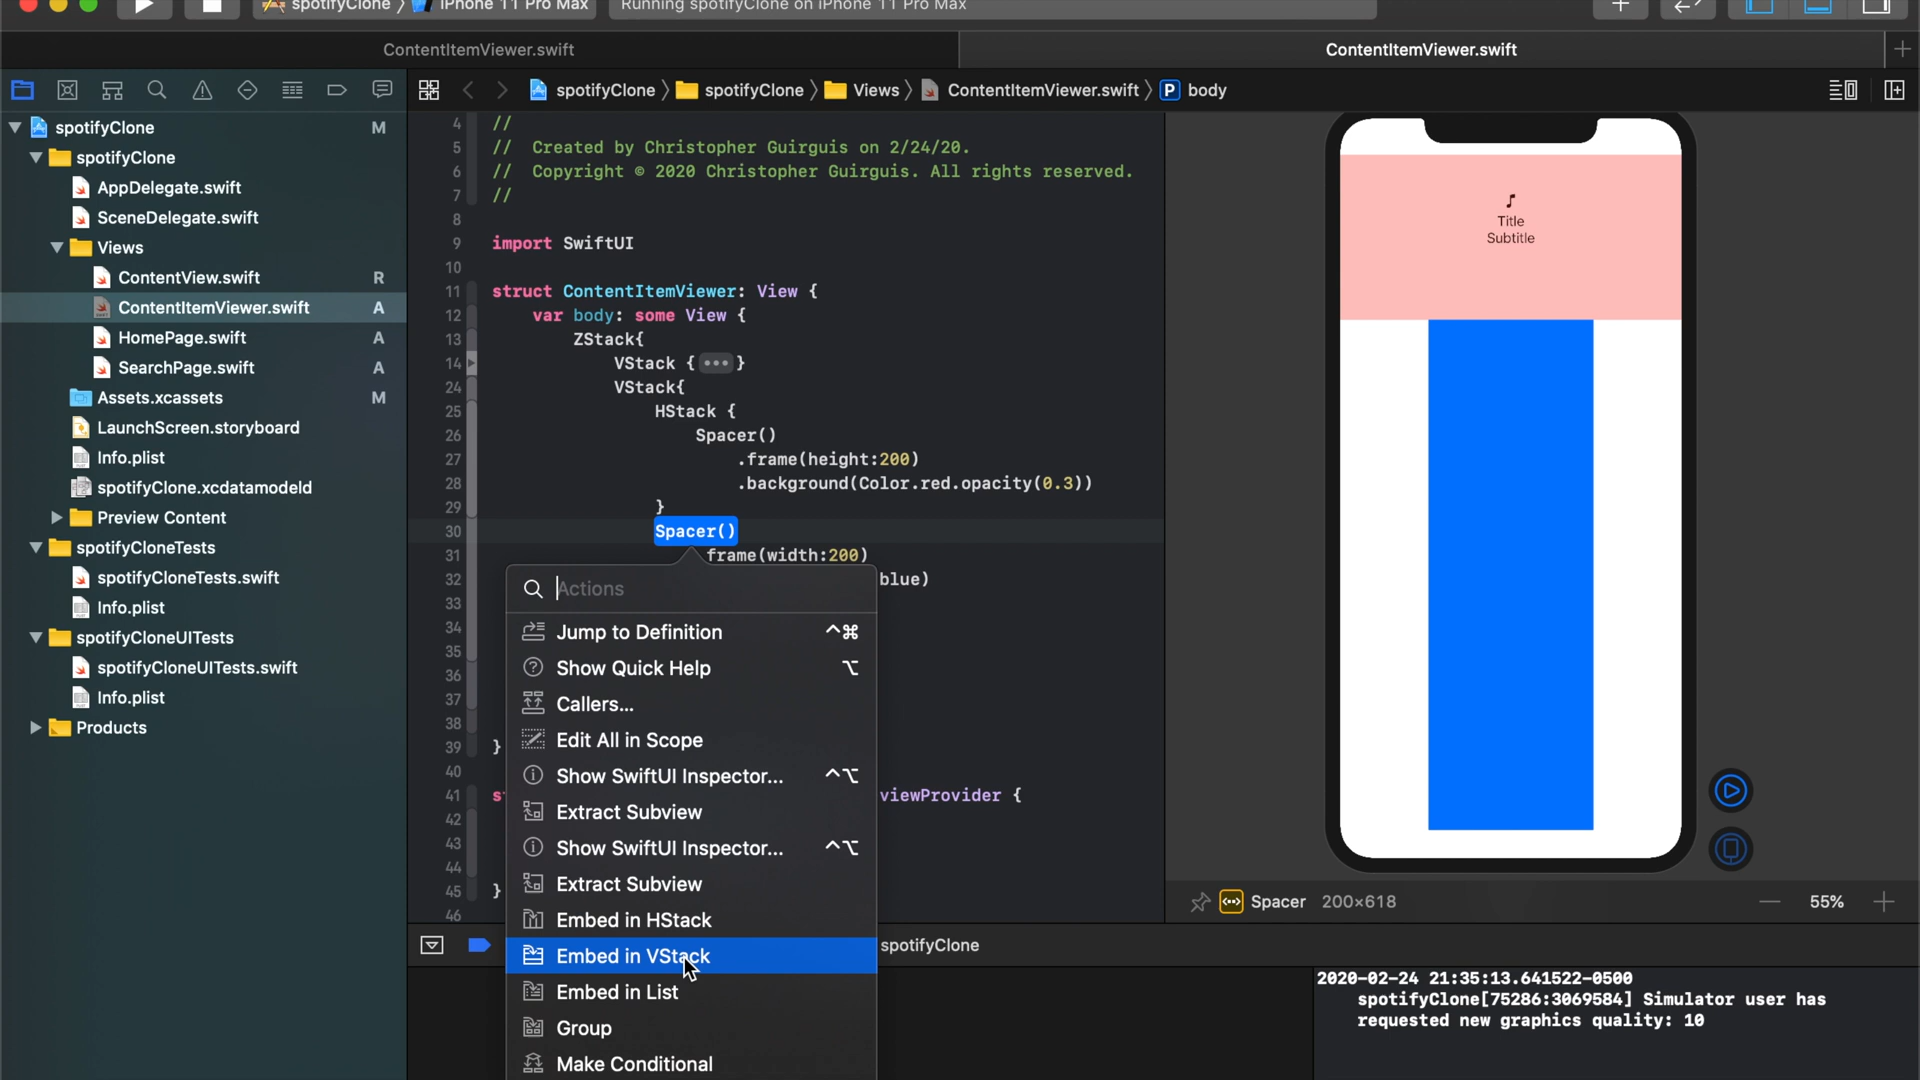 spotifyClone 〉 iPhone 11 Pro Max
Running spotifyClone on iPhone 11 Pro Max
ContentItemViewer.swift
ContentItemViewer.swift
spotifyClone 〉 spotifyClone 〉 Views 〉 ContentItemViewer.swift 〉 P body
spotifyClone M
spotifyClone
AppDelegate.swift
SceneDelegate.swift
Views
ContentView.swift R
ContentItemViewer.swift A
HomePage.swift A
SearchPage.swift A
Assets.xcassets M
LaunchScreen.storyboard
Info.plist
spotifyClone.xcdatamodeld
Preview Content
spotifyCloneTests
spotifyCloneTests.swift
Info.plist
spotifyCloneUITests
spotifyCloneUITests.swift
Info.plist
Products
4 //
5 // Created by Christopher Guirguis on 2/24/20.
6 // Copyright © 2020 Christopher Guirguis. All rights reserved.
7 //
8
9 import SwiftUI
10
11 struct ContentItemViewer: View {
12 var body: some View {
13 ZStack{
14 VStack {•••}
24 VStack{
25 HStack {
26 Spacer()
27 .frame(height:200)
28 .background(Color.red.opacity(0.3))
29 }
30 Spacer()
31 frame(width:200)
32 blue)
33
34
35
36
37
38
39 }
40
41 s viewProvider {
42
43
44
45 }
46
Actions
Jump to Definition ^⌘
Show Quick Help ⌥
Callers...
Edit All in Scope
Show SwiftUI Inspector... ^⌥
Extract Subview
Show SwiftUI Inspector... ^⌥
Extract Subview
Embed in HStack
Embed in VStack
Embed in List
Group
Make Conditional
Title
Subtitle
Spacer 200×618
55%
spotifyClone
2020-02-24 21:35:13.641522-0500
spotifyClone[75286:3069584] Simulator user has
requested new graphics quality: 10